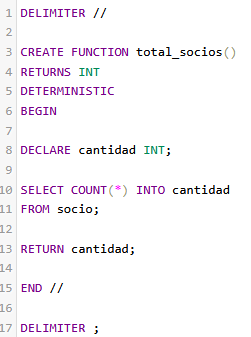 1 DELIMITER //
2
3 CREATE FUNCTION total_socios()
4 RETURNS INT
5 DETERMINISTIC
6 BEGIN
7
8 DECLARE cantidad INT;
9
10 SELECT COUNT(*) INTO cantidad
11 FROM socio;
12
13 RETURN cantidad;
14
15 END //
16
17 DELIMITER ;